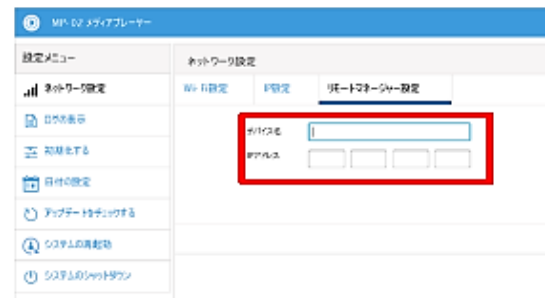 MP-02 メディアプレーヤー
設定メニュー
ネットワーク設定
ネットワーク設定
Wi-Fi設定
IP設定
リモートマネージャー設定
ログの表示
デバイス名
IPアドレス
初期化する
日付の設定
アップデートをチェックする
システムの再起動
システムのシャットダウン